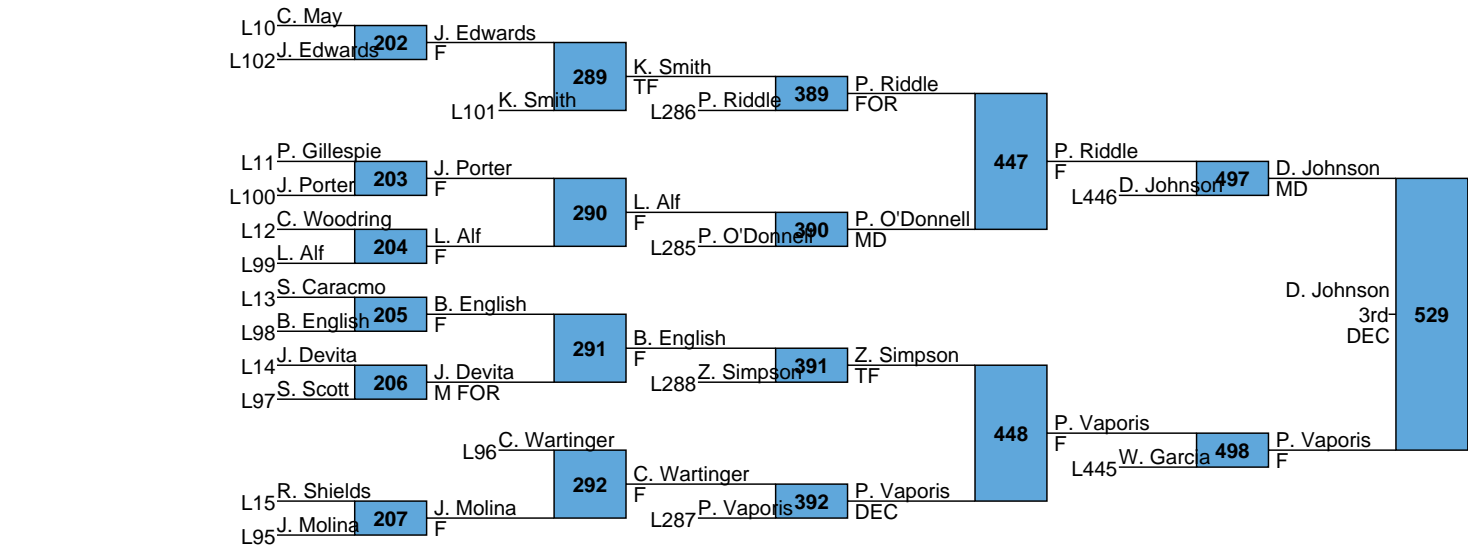 C. May
L10
202
J. Edwards
L102
J. Edwards
F
289
K. Smith
L101
K. Smith
TF
389
P. Riddle
L286
P. Riddle
FOR
P. Gillespie
L11
203
J. Porter
L100
J. Porter
F
290
C. Woodring
L12
204
L. Alf
L99
L. Alf
F
L. Alf
F
390
P. O'Donnell
L285
P. O'Donnell
MD
447
P. Riddle
F
497
D. Johnson
L446
D. Johnson
MD
S. Caracmo
L13
205
B. English
L98
B. English
F
291
J. Devita
L14
206
S. Scott
L97
J. Devita
M FOR
B. English
F
391
Z. Simpson
L288
Z. Simpson
TF
448
C. Wartinger
L96
292
R. Shields
L15
207
J. Molina
L95
J. Molina
F
C. Wartinger
F
392
P. Vaporis
L287
P. Vaporis
DEC
P. Vaporis
F
498
W. Garcia
L445
P. Vaporis
F
D. Johnson
3rd
DEC
529